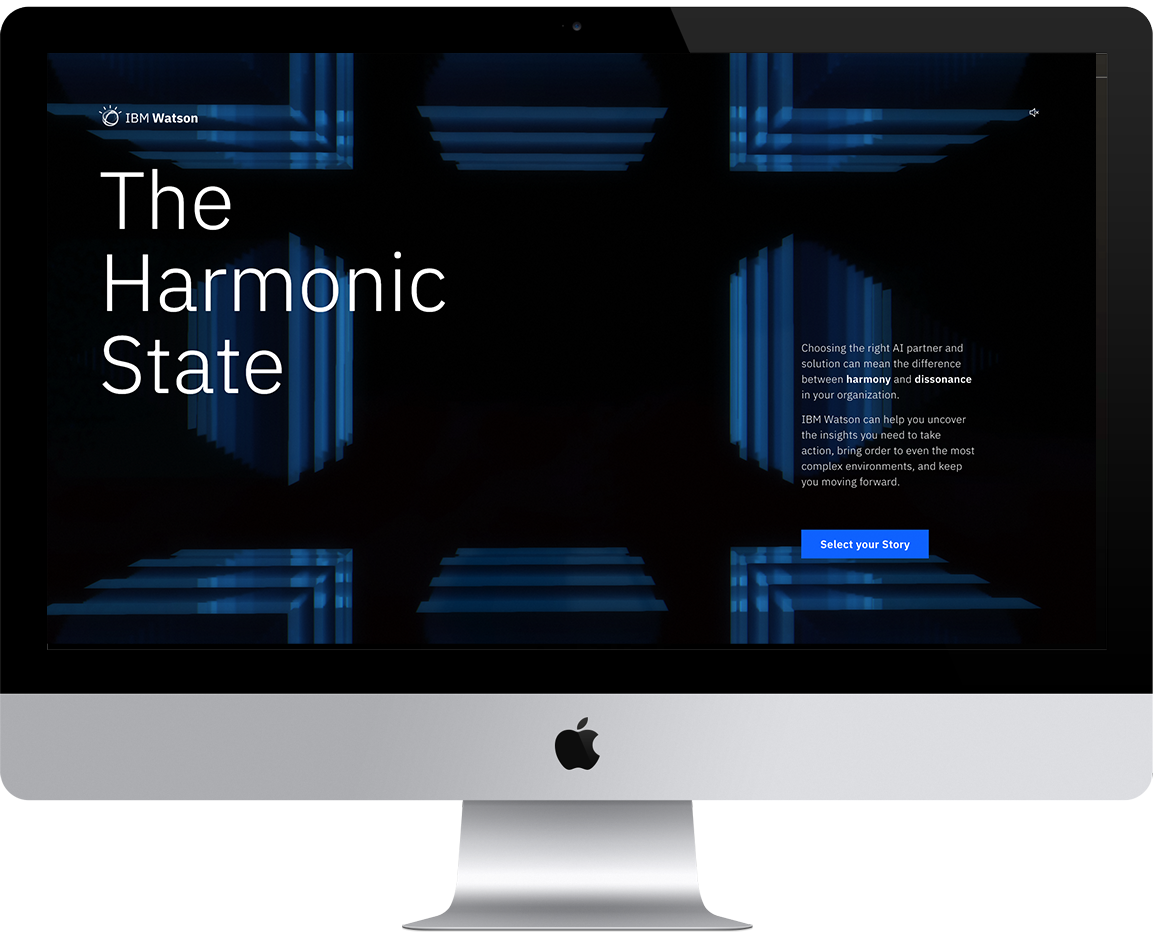 IBM Watson
The
Harmonic
State
Choosing the right AI partner and
solution can mean the difference
between harmony and dissonance
in your organization.
IBM Watson can help you uncover
the insights you need to take
action, bring order to even the most
complex environments, and keep
you moving forward.
Select your Story